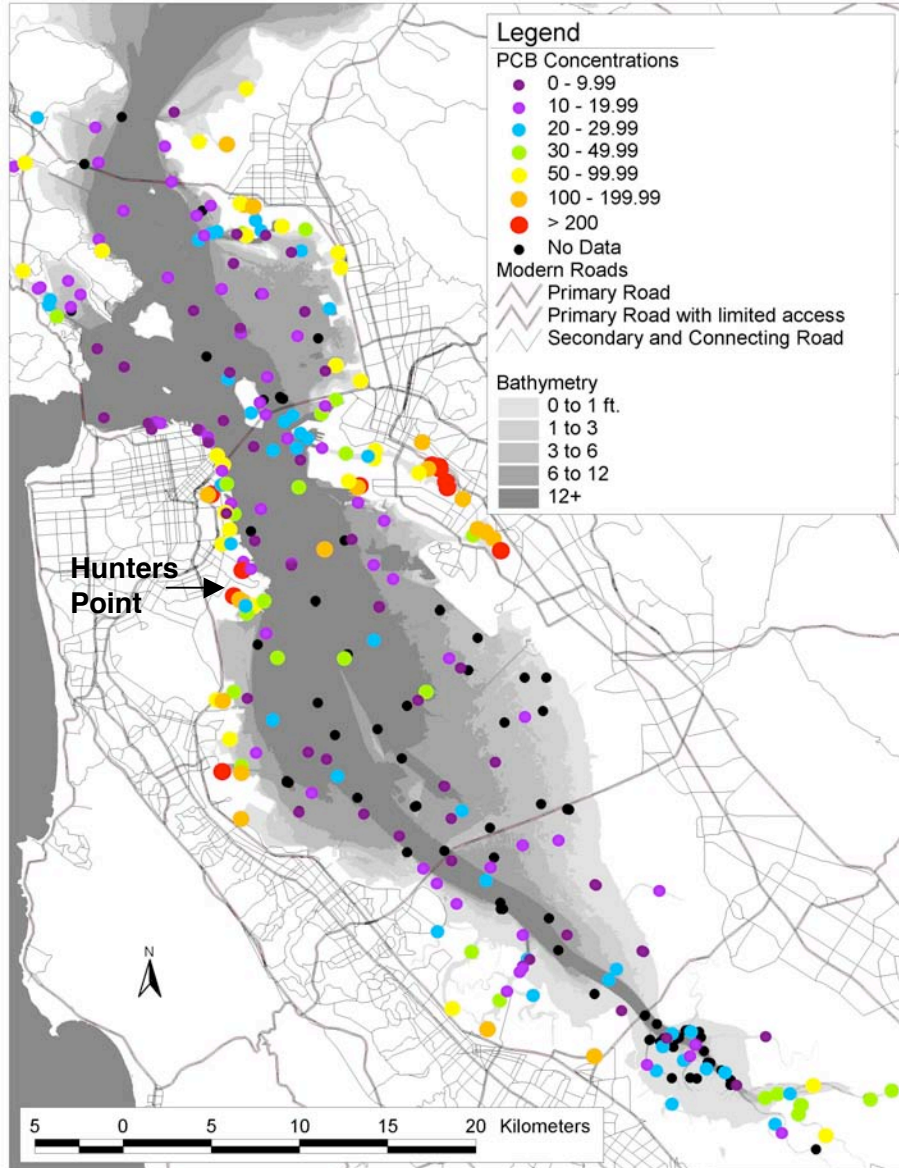 Legend
PCB Concentrations
0 - 9.99
10 - 19.99
20 - 29.99
30 - 49.99
50 - 99.99
100 - 199.99
> 200
No Data
Modern Roads
Primary Road
Primary Road with limited access
Secondary and Connecting Road
Bathymetry
0 to 1 ft.
1 to 3
3 to 6
6 to 12
12+
Hunters
Point
N
5 0 5 10 15 20 Kilometers